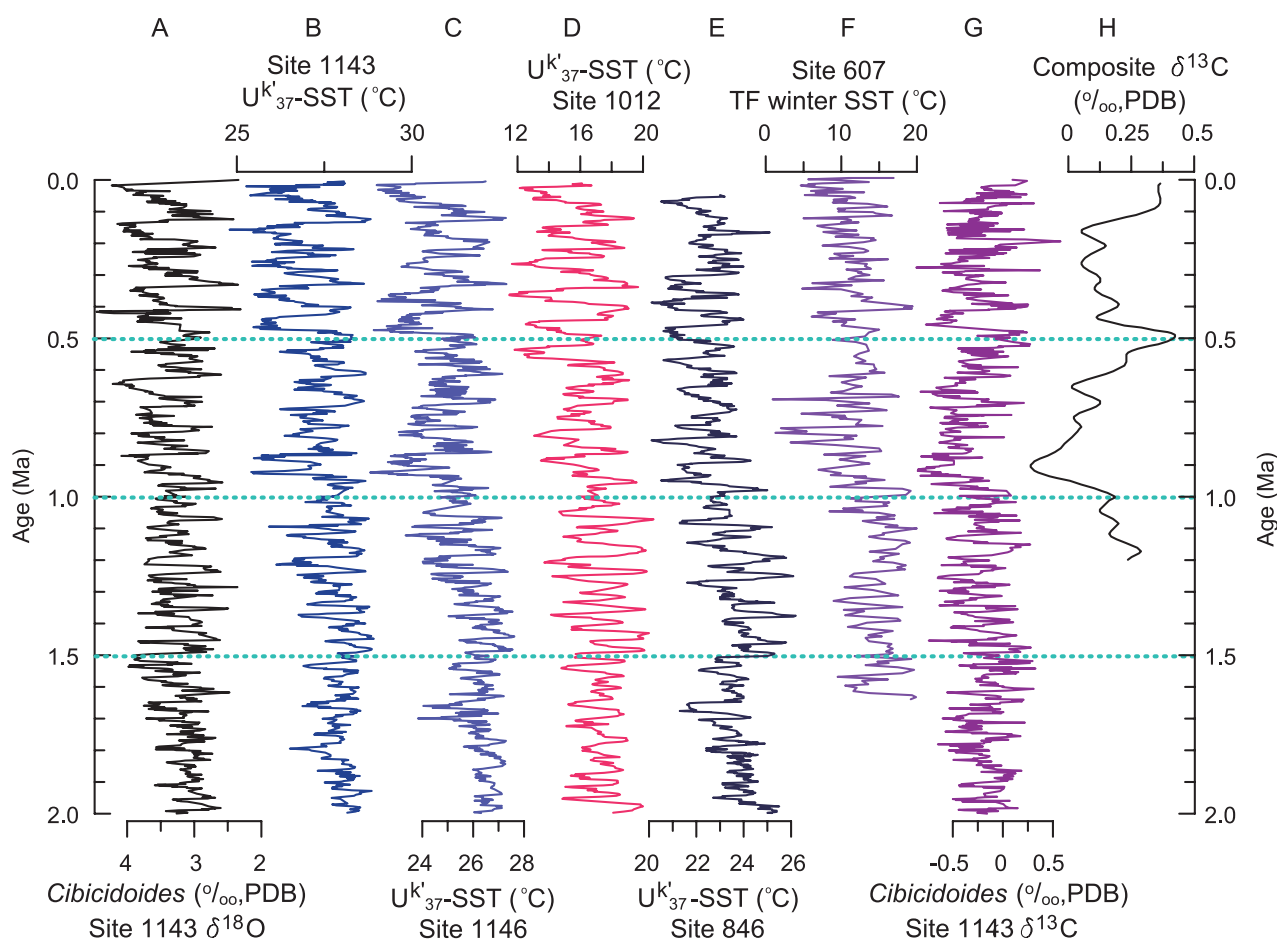 A B C D E F G H
Site 1143
U^k'_37-SST (°C)
U^k'_37-SST (°C)
Site 1012
Site 607
TF winter SST (°C)
Composite δ¹³C
(°/oo,PDB)
25 30 12 16 20 0 10 20 0 0.25 0.5
0.0 0.0
0.5 0.5
1.0 1.0
1.5 1.5
2.0 2.0
Age (Ma)
Age (Ma)
4 3 2 24 26 28 20 22 24 26 -0.5 0 0.5
Cibicidoides (°/oo,PDB)
Site 1143 δ¹⁸O
U^k'_37-SST (°C)
Site 1146
U^k'_37-SST (°C)
Site 846
Cibicidoides (°/oo,PDB)
Site 1143 δ¹³C